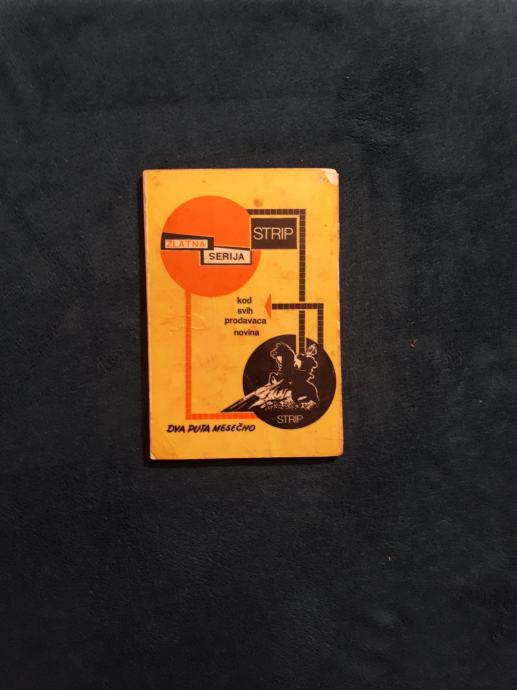 ZLATNA
SERIJA
STRIP
kod
svih
prodavaca
novina
STRIP
DVA PUTA MESEČNO